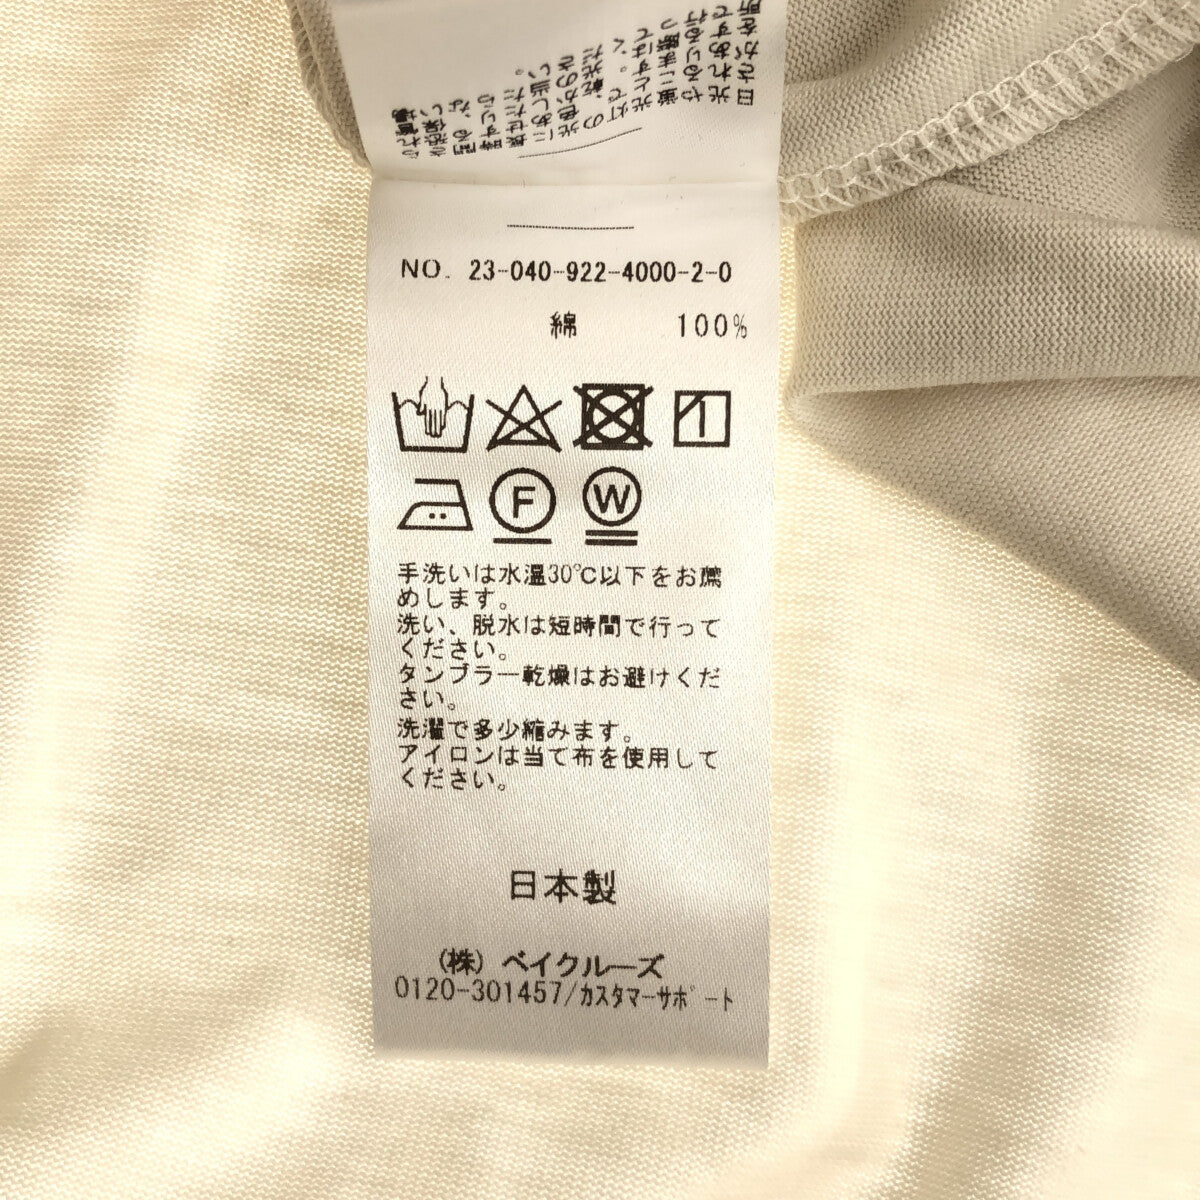 NO. 23-040-922-4000-2-0
綿 100%
1
F W
手洗いは水温30℃以下をお薦
めします。
洗い、脱水は短時間で行って
ください。
タンブラー乾燥はお避けくだ
さい。
洗濯で多少縮みます。
アイロンは当て布を使用して
ください。
日本製
(株)ベイクルーズ
0120-301457/カスタマーサポート